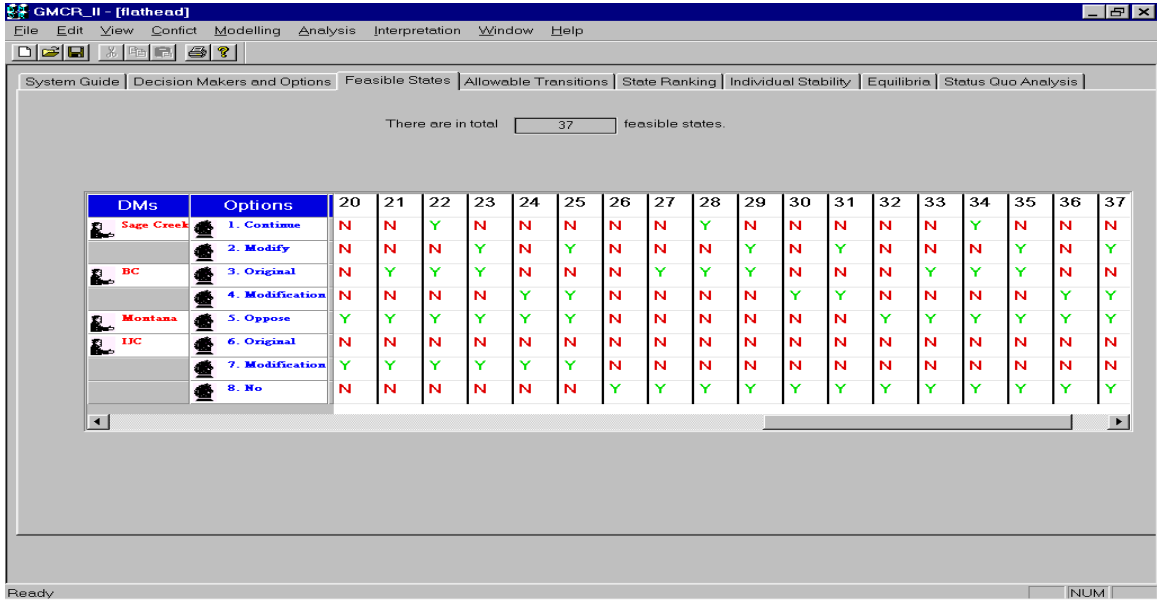 GMCR_II - [flathead]
File Edit View Confict Modelling Analysis Interpretation Window Help
System Guide Decision Makers and Options Feasible States Allowable Transitions State Ranking Individual Stability Equilibria Status Quo Analysis
There are in total 37 feasible states.
DMs Options 20 21 22 23 24 25 26 27 28 29 30 31 32 33 34 35 36 37
Sage Creek 1. Continue N N Y N N N N N Y N N N N N Y N N N
2. Modify N N N Y N Y N N N Y N Y N N N Y N Y
BC 3. Original N Y Y Y N N N Y Y Y N N N Y Y Y N N
4. Modification N N N N Y Y N N N N Y Y N N N N Y Y
Montana 5. Oppose Y Y Y Y Y Y N N N N N N Y Y Y Y Y Y
IJC 6. Original N N N N N N N N N N N N N N N N N N
7. Modification Y Y Y Y Y Y N N N N N N N N N N N N
8. No N N N N N N Y Y Y Y Y Y Y Y Y Y Y Y
Ready NUM